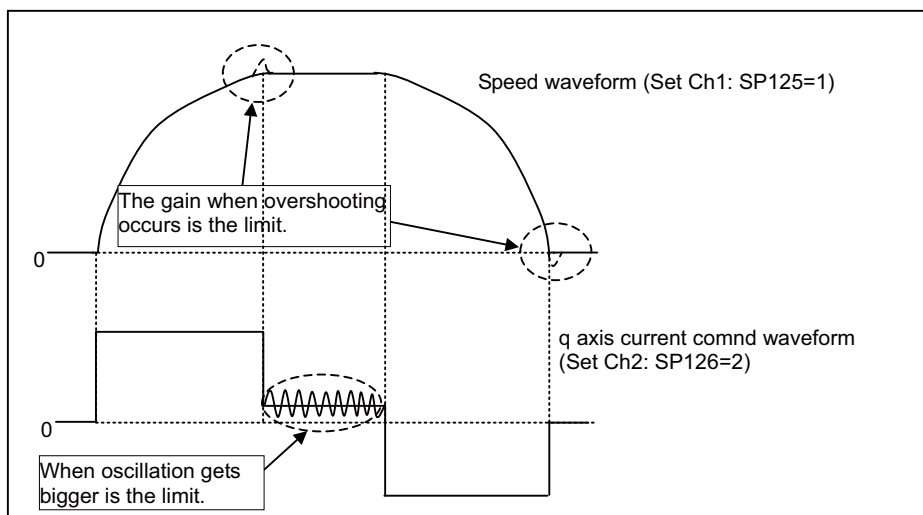 Speed waveform (Set Ch1: SP125=1)
The gain when overshooting
occurs is the limit.
0
q axis current comnd waveform
(Set Ch2: SP126=2)
0
When oscillation gets
bigger is the limit.